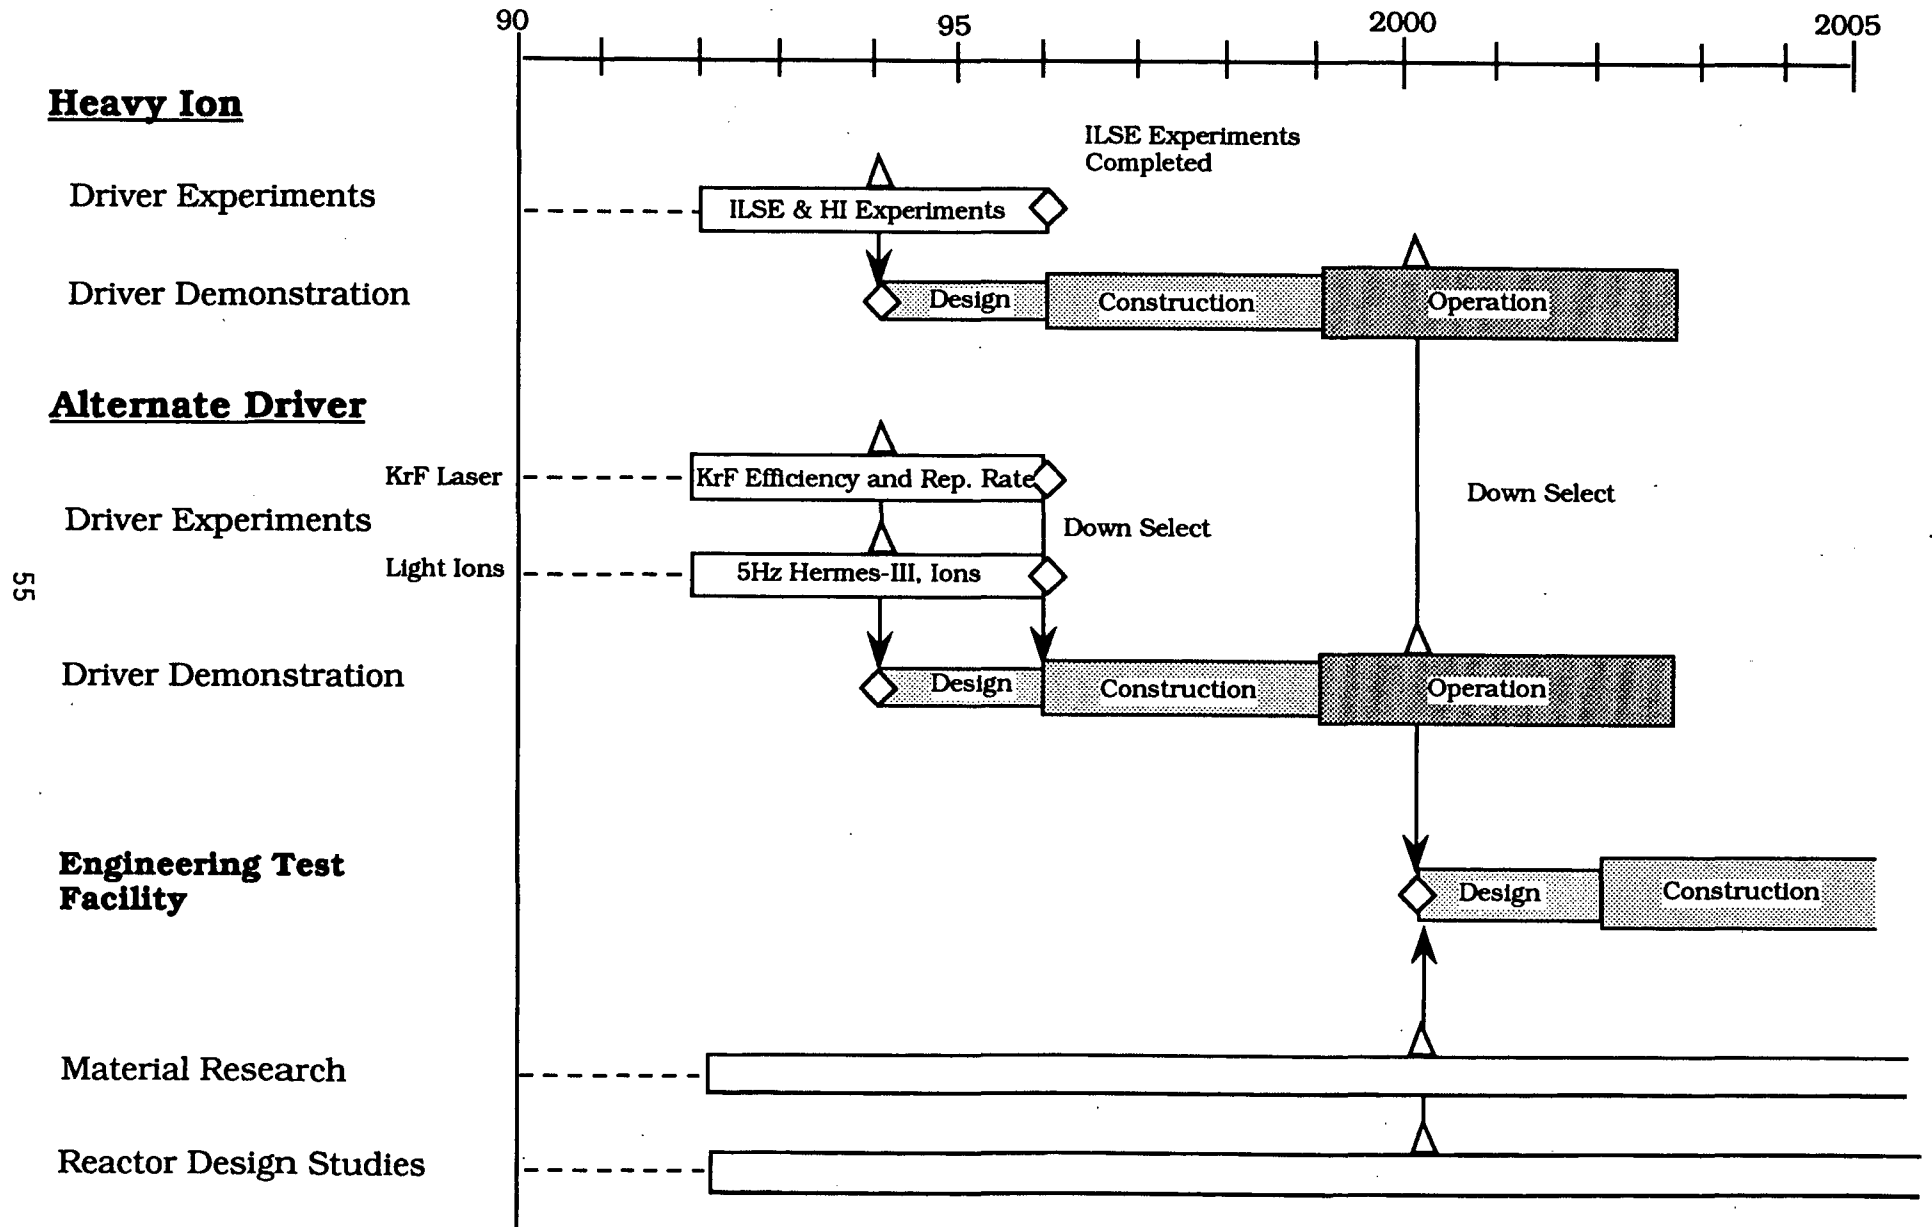 90 95 2000 2005
Heavy Ion
ILSE Experiments
Completed
Driver Experiments
ILSE & HI Experiments
Driver Demonstration
Design
Construction
Operation
Alternate Driver
KrF Laser
KrF Efficiency and Rep. Rate
Down Select
Driver Experiments
Down Select
Light Ions
5Hz Hermes-III, Ions
55
Driver Demonstration
Design
Construction
Operation
Engineering Test
Facility
Design
Construction
Material Research
Reactor Design Studies